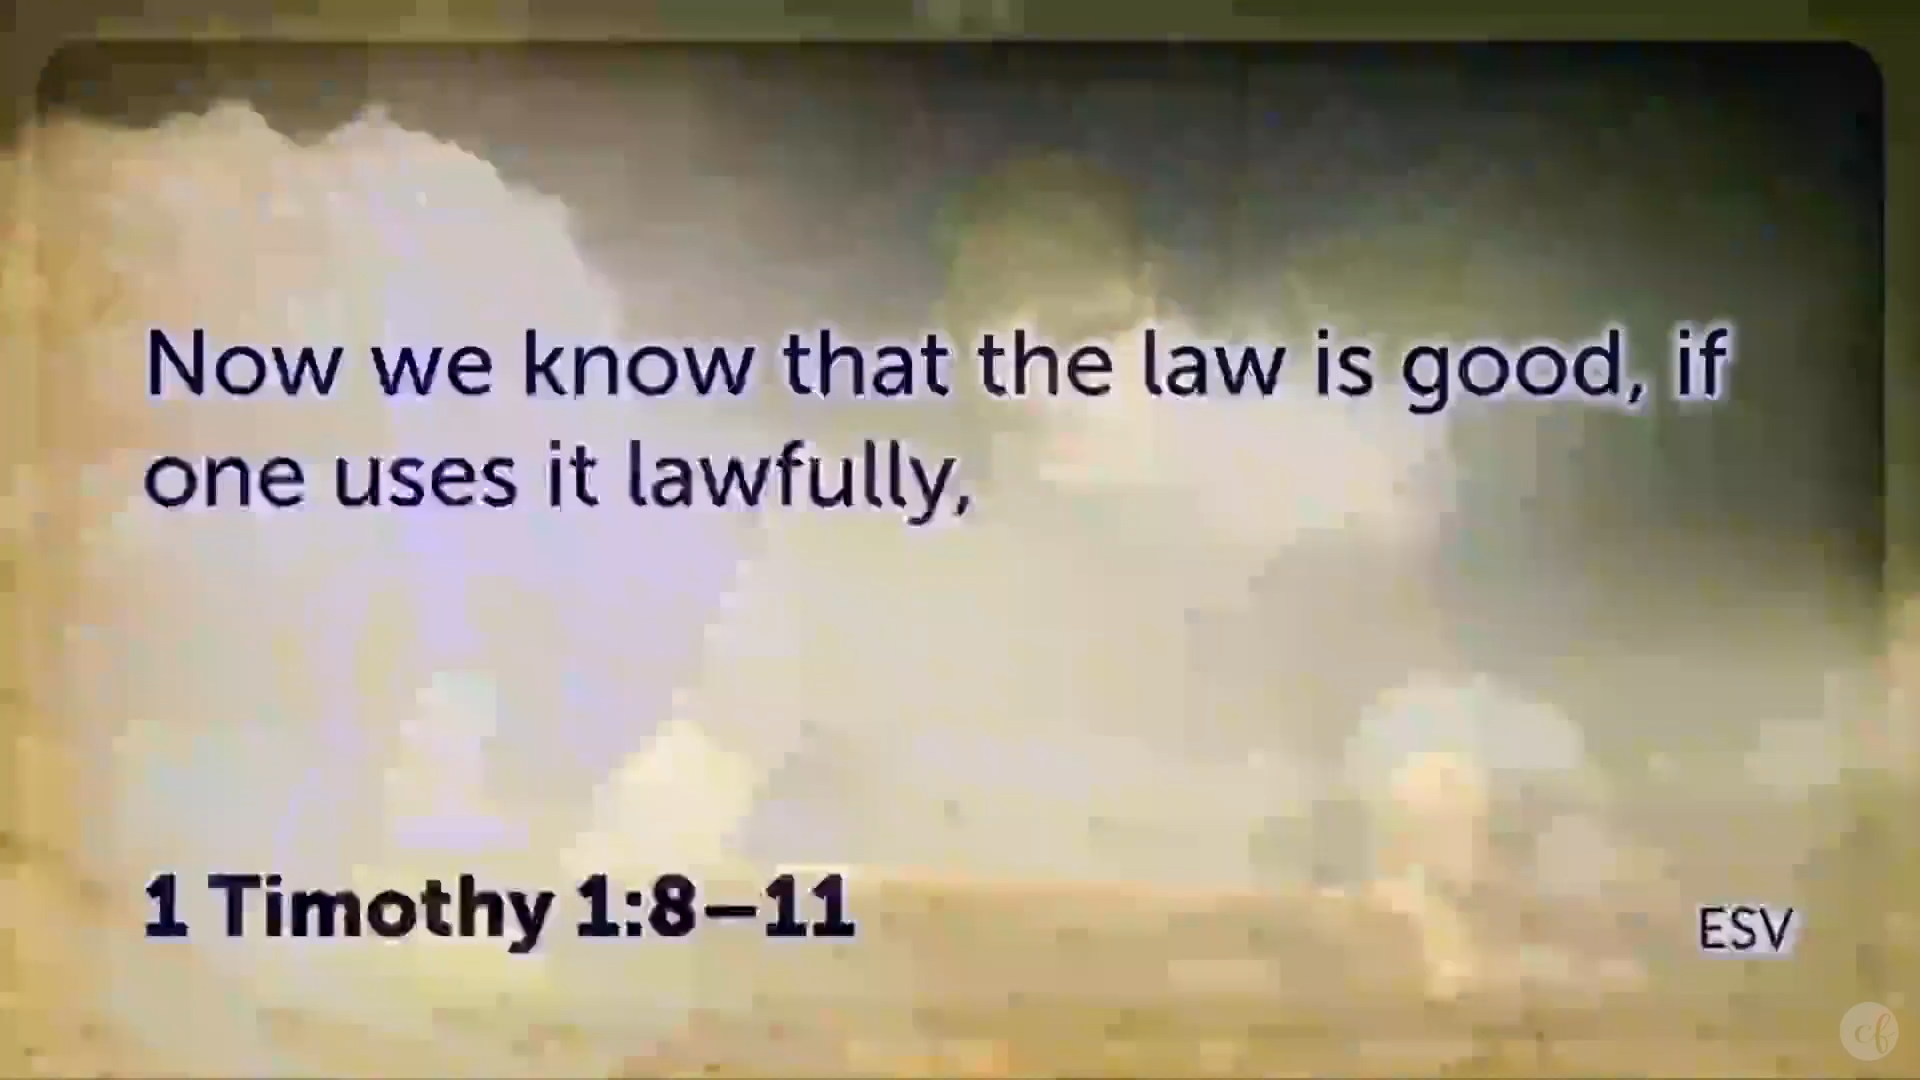 Now we know that the law is good, if
one uses it lawfully,
1 Timothy 1:8–11
ESV
cf